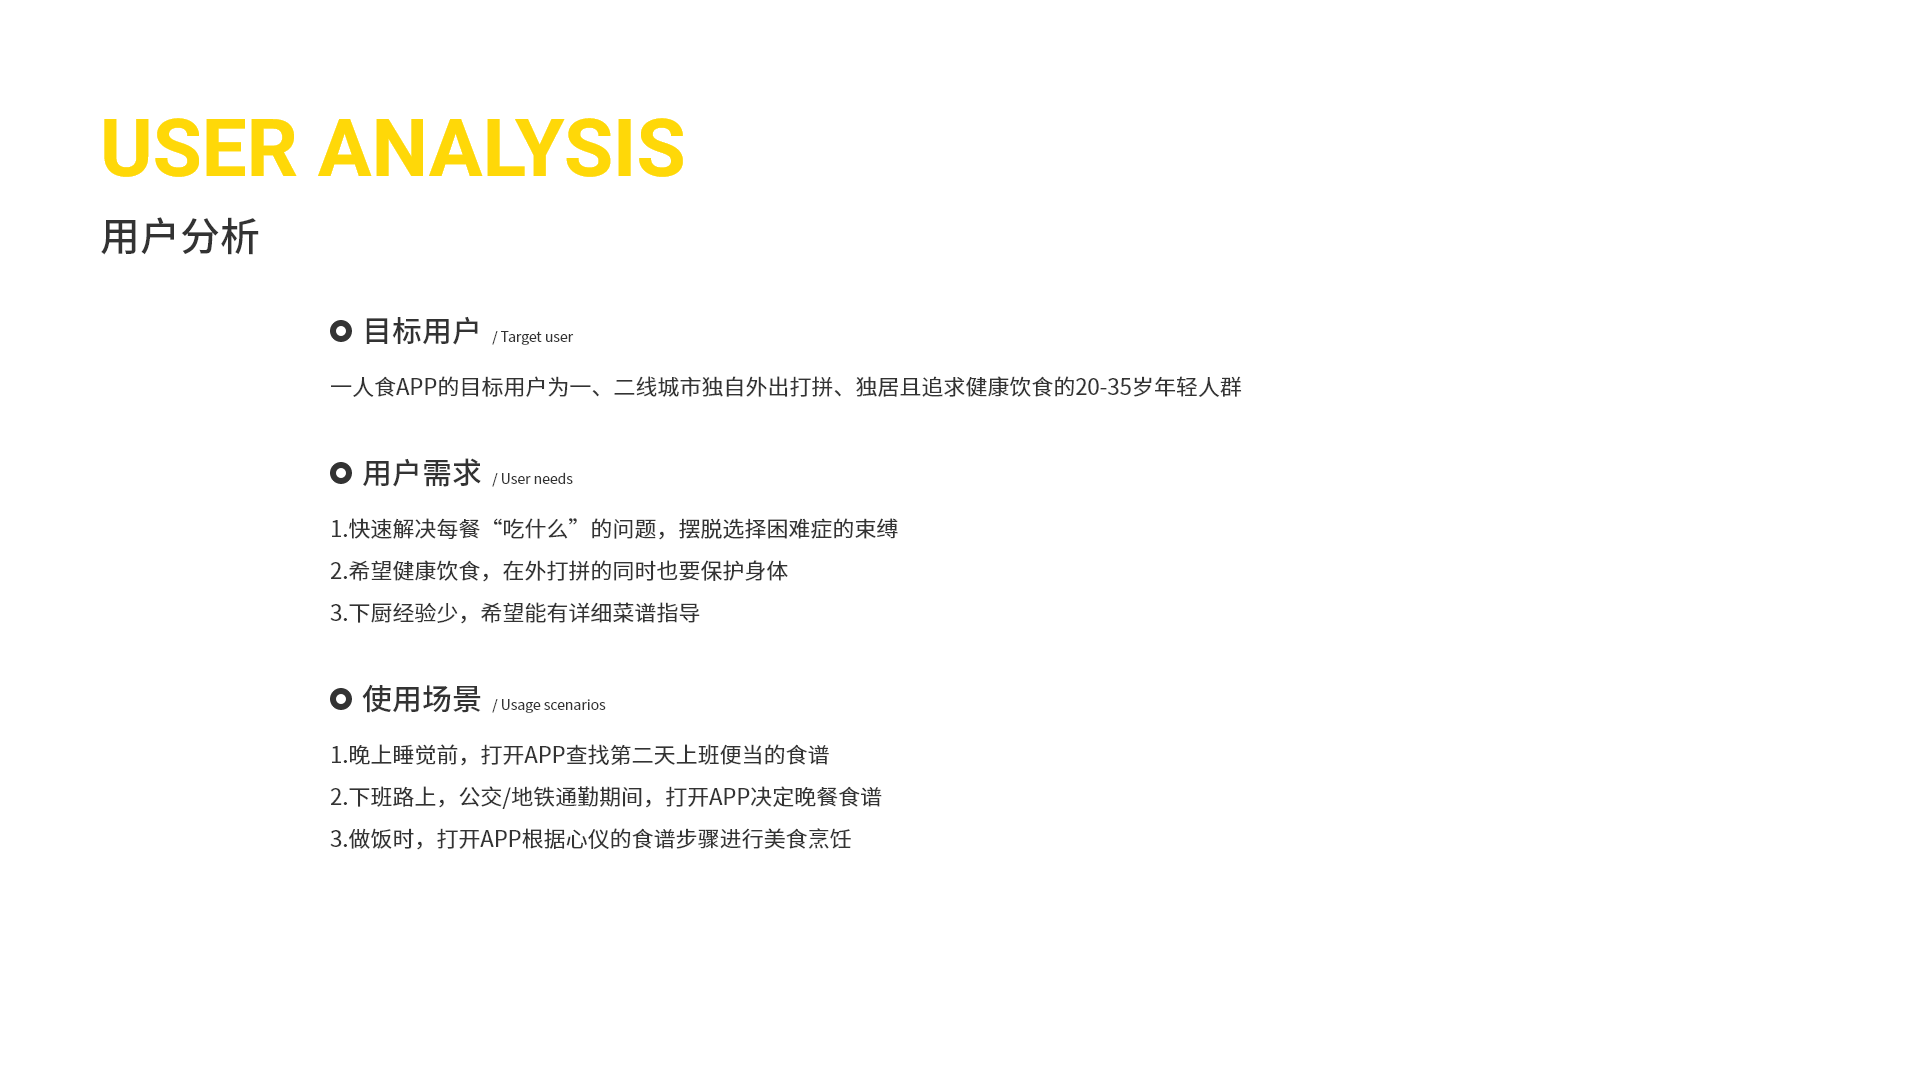 USER ANALYSIS
用户分析
目标用户 / Target user
一人食APP的目标用户为一、二线城市独自外出打拼、独居且追求健康饮食的20-35岁年轻人群
用户需求 / User needs
1.快速解决每餐“吃什么”的问题，摆脱选择困难症的束缚
2.希望健康饮食，在外打拼的同时也要保护身体
3.下厨经验少，希望能有详细菜谱指导
使用场景 / Usage scenarios
1.晚上睡觉前，打开APP查找第二天上班便当的食谱
2.下班路上，公交/地铁通勤期间，打开APP决定晚餐食谱
3.做饭时，打开APP根据心仪的食谱步骤进行美食烹饪